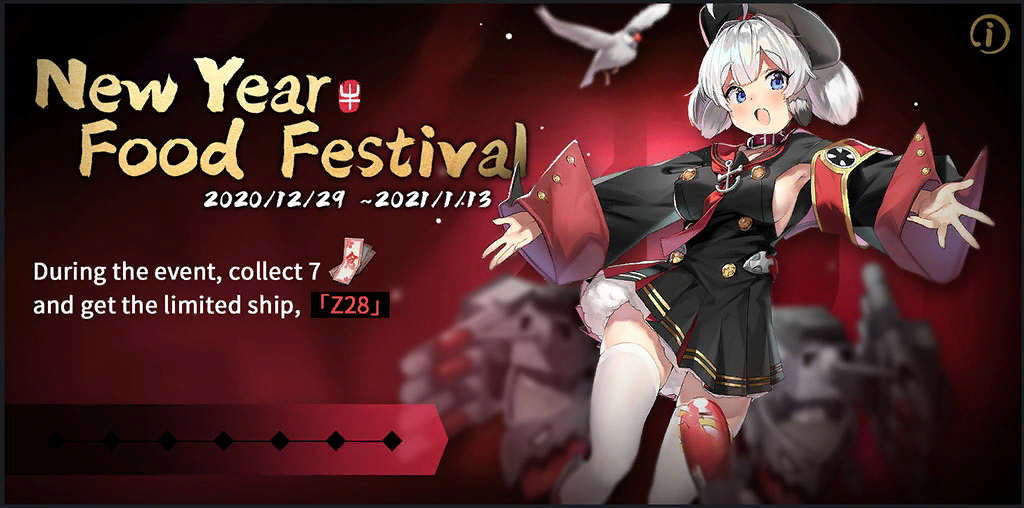 New Year
Food Festival
2020/12/29 ~2021/1/13
During the event, collect 7
and get the limited ship, 「Z28」